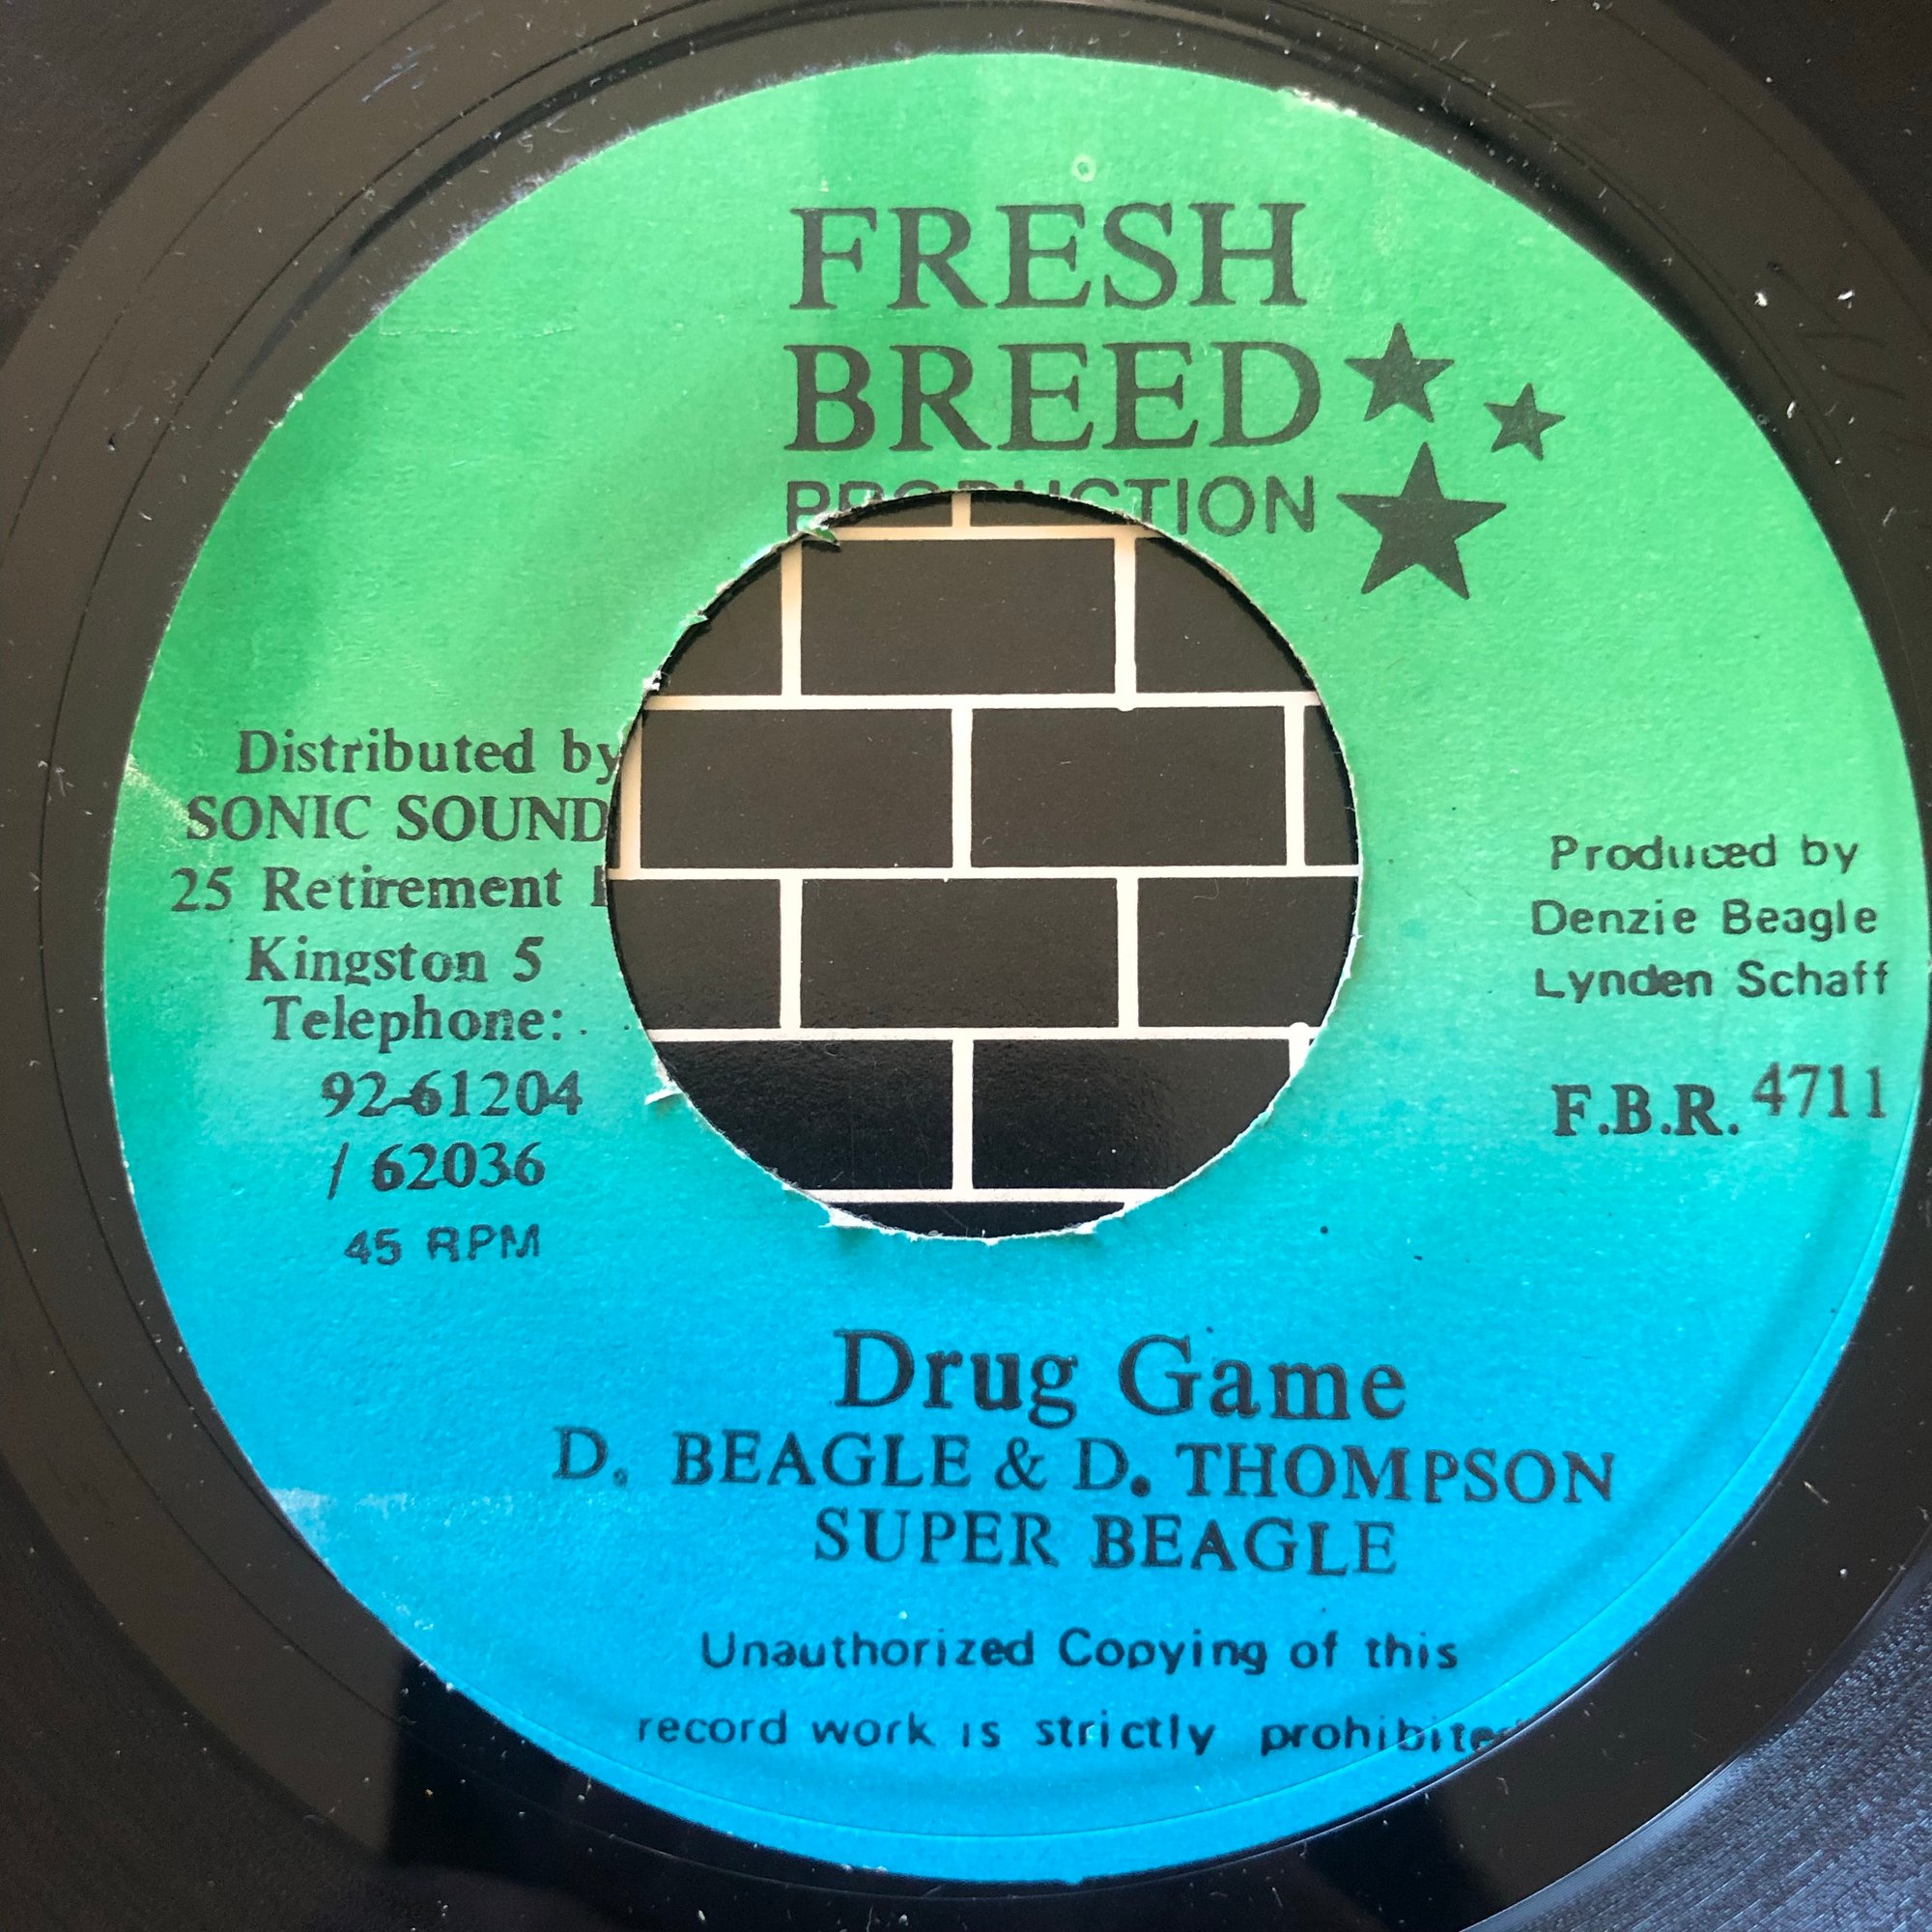 FRESH
BREED
PRODUCTION
Distributed by
SONIC SOUND
25 Retirement
Kingston 5
Telephone:
92-61204
/ 62036
45 RPM
Produced by
Denzie Beagle
Lynden Schaff
F.B.R. 4711
Drug Game
D. BEAGLE & D. THOMPSON
SUPER BEAGLE
Unauthorized Copying of this
record work is strictly prohibited